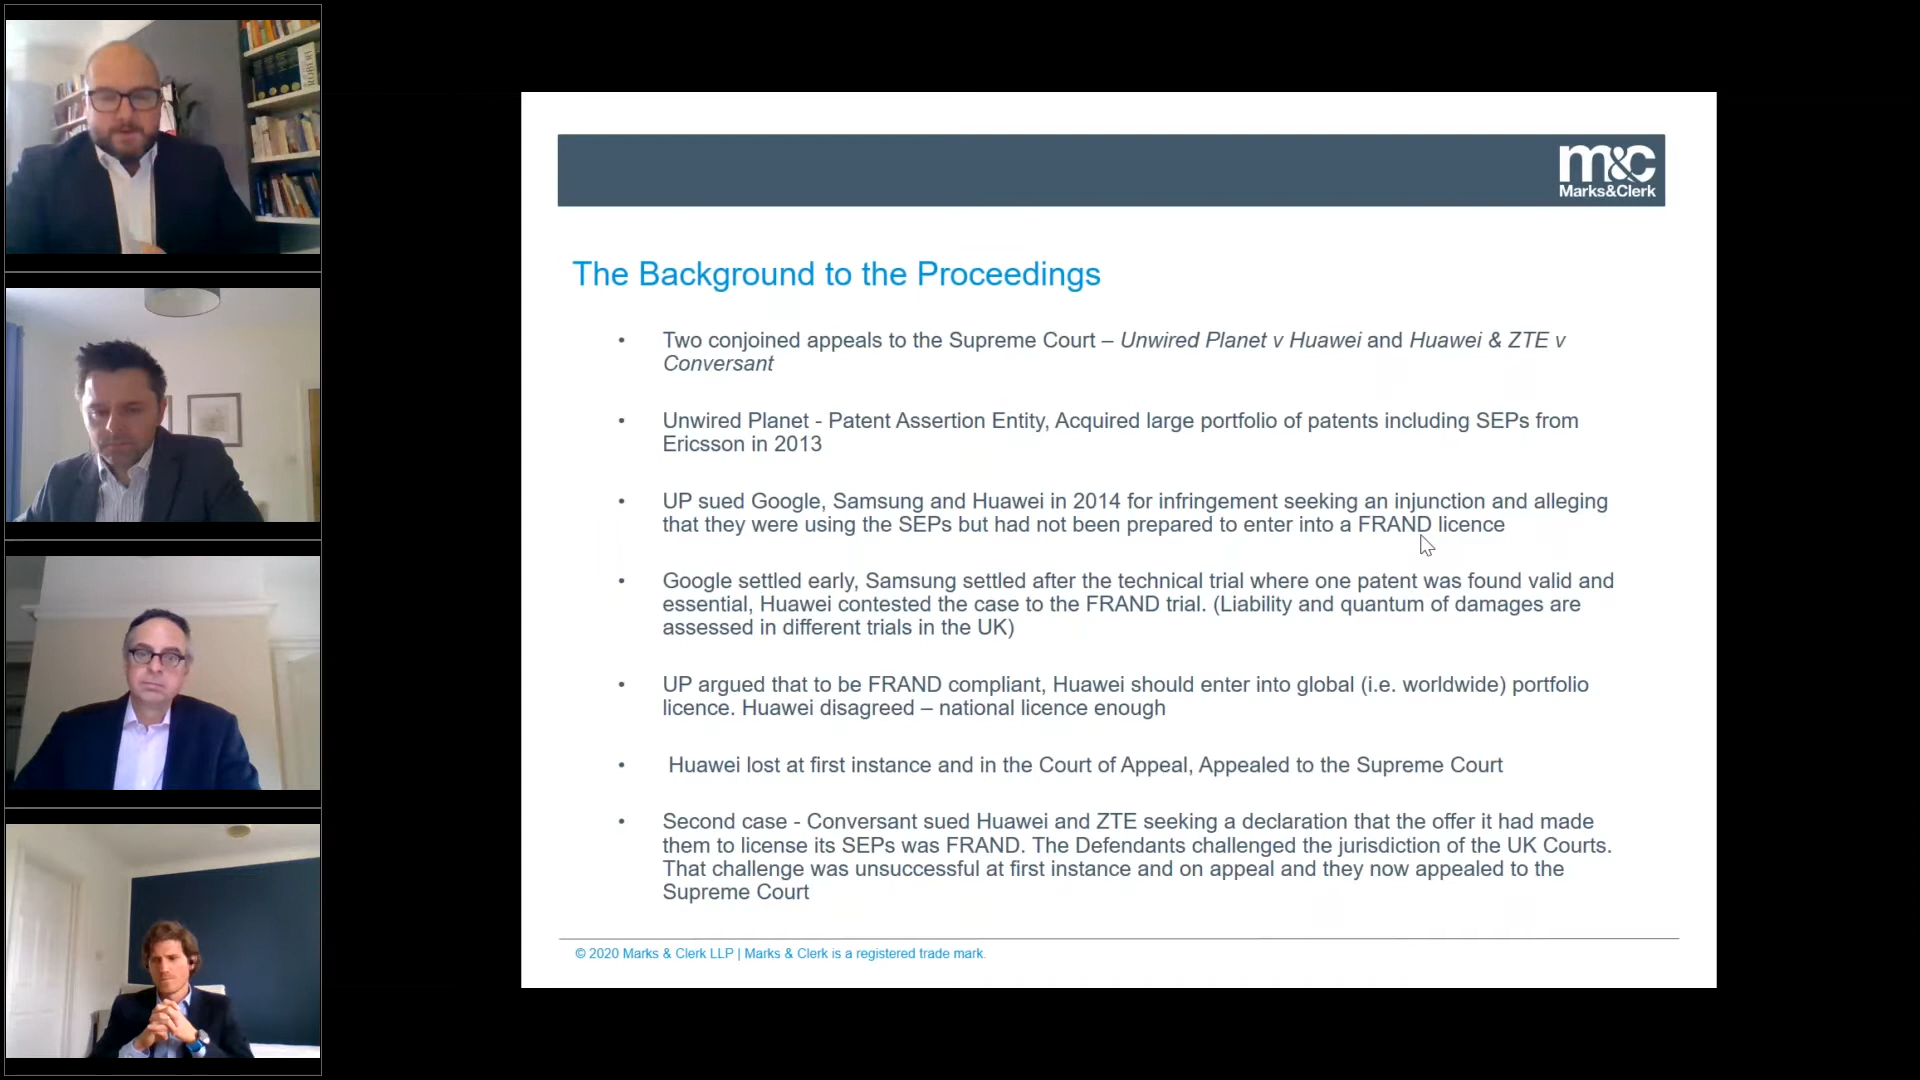 m&c
Marks&Clerk
The Background to the Proceedings
• Two conjoined appeals to the Supreme Court – Unwired Planet v Huawei and Huawei & ZTE v
Conversant
• Unwired Planet - Patent Assertion Entity, Acquired large portfolio of patents including SEPs from
Ericsson in 2013
• UP sued Google, Samsung and Huawei in 2014 for infringement seeking an injunction and alleging
that they were using the SEPs but had not been prepared to enter into a FRAND licence
• Google settled early, Samsung settled after the technical trial where one patent was found valid and
essential, Huawei contested the case to the FRAND trial. (Liability and quantum of damages are
assessed in different trials in the UK)
• UP argued that to be FRAND compliant, Huawei should enter into global (i.e. worldwide) portfolio
licence. Huawei disagreed – national licence enough
• Huawei lost at first instance and in the Court of Appeal, Appealed to the Supreme Court
• Second case - Conversant sued Huawei and ZTE seeking a declaration that the offer it had made
them to license its SEPs was FRAND. The Defendants challenged the jurisdiction of the UK Courts.
That challenge was unsuccessful at first instance and on appeal and they now appealed to the
Supreme Court
© 2020 Marks & Clerk LLP | Marks & Clerk is a registered trade mark.